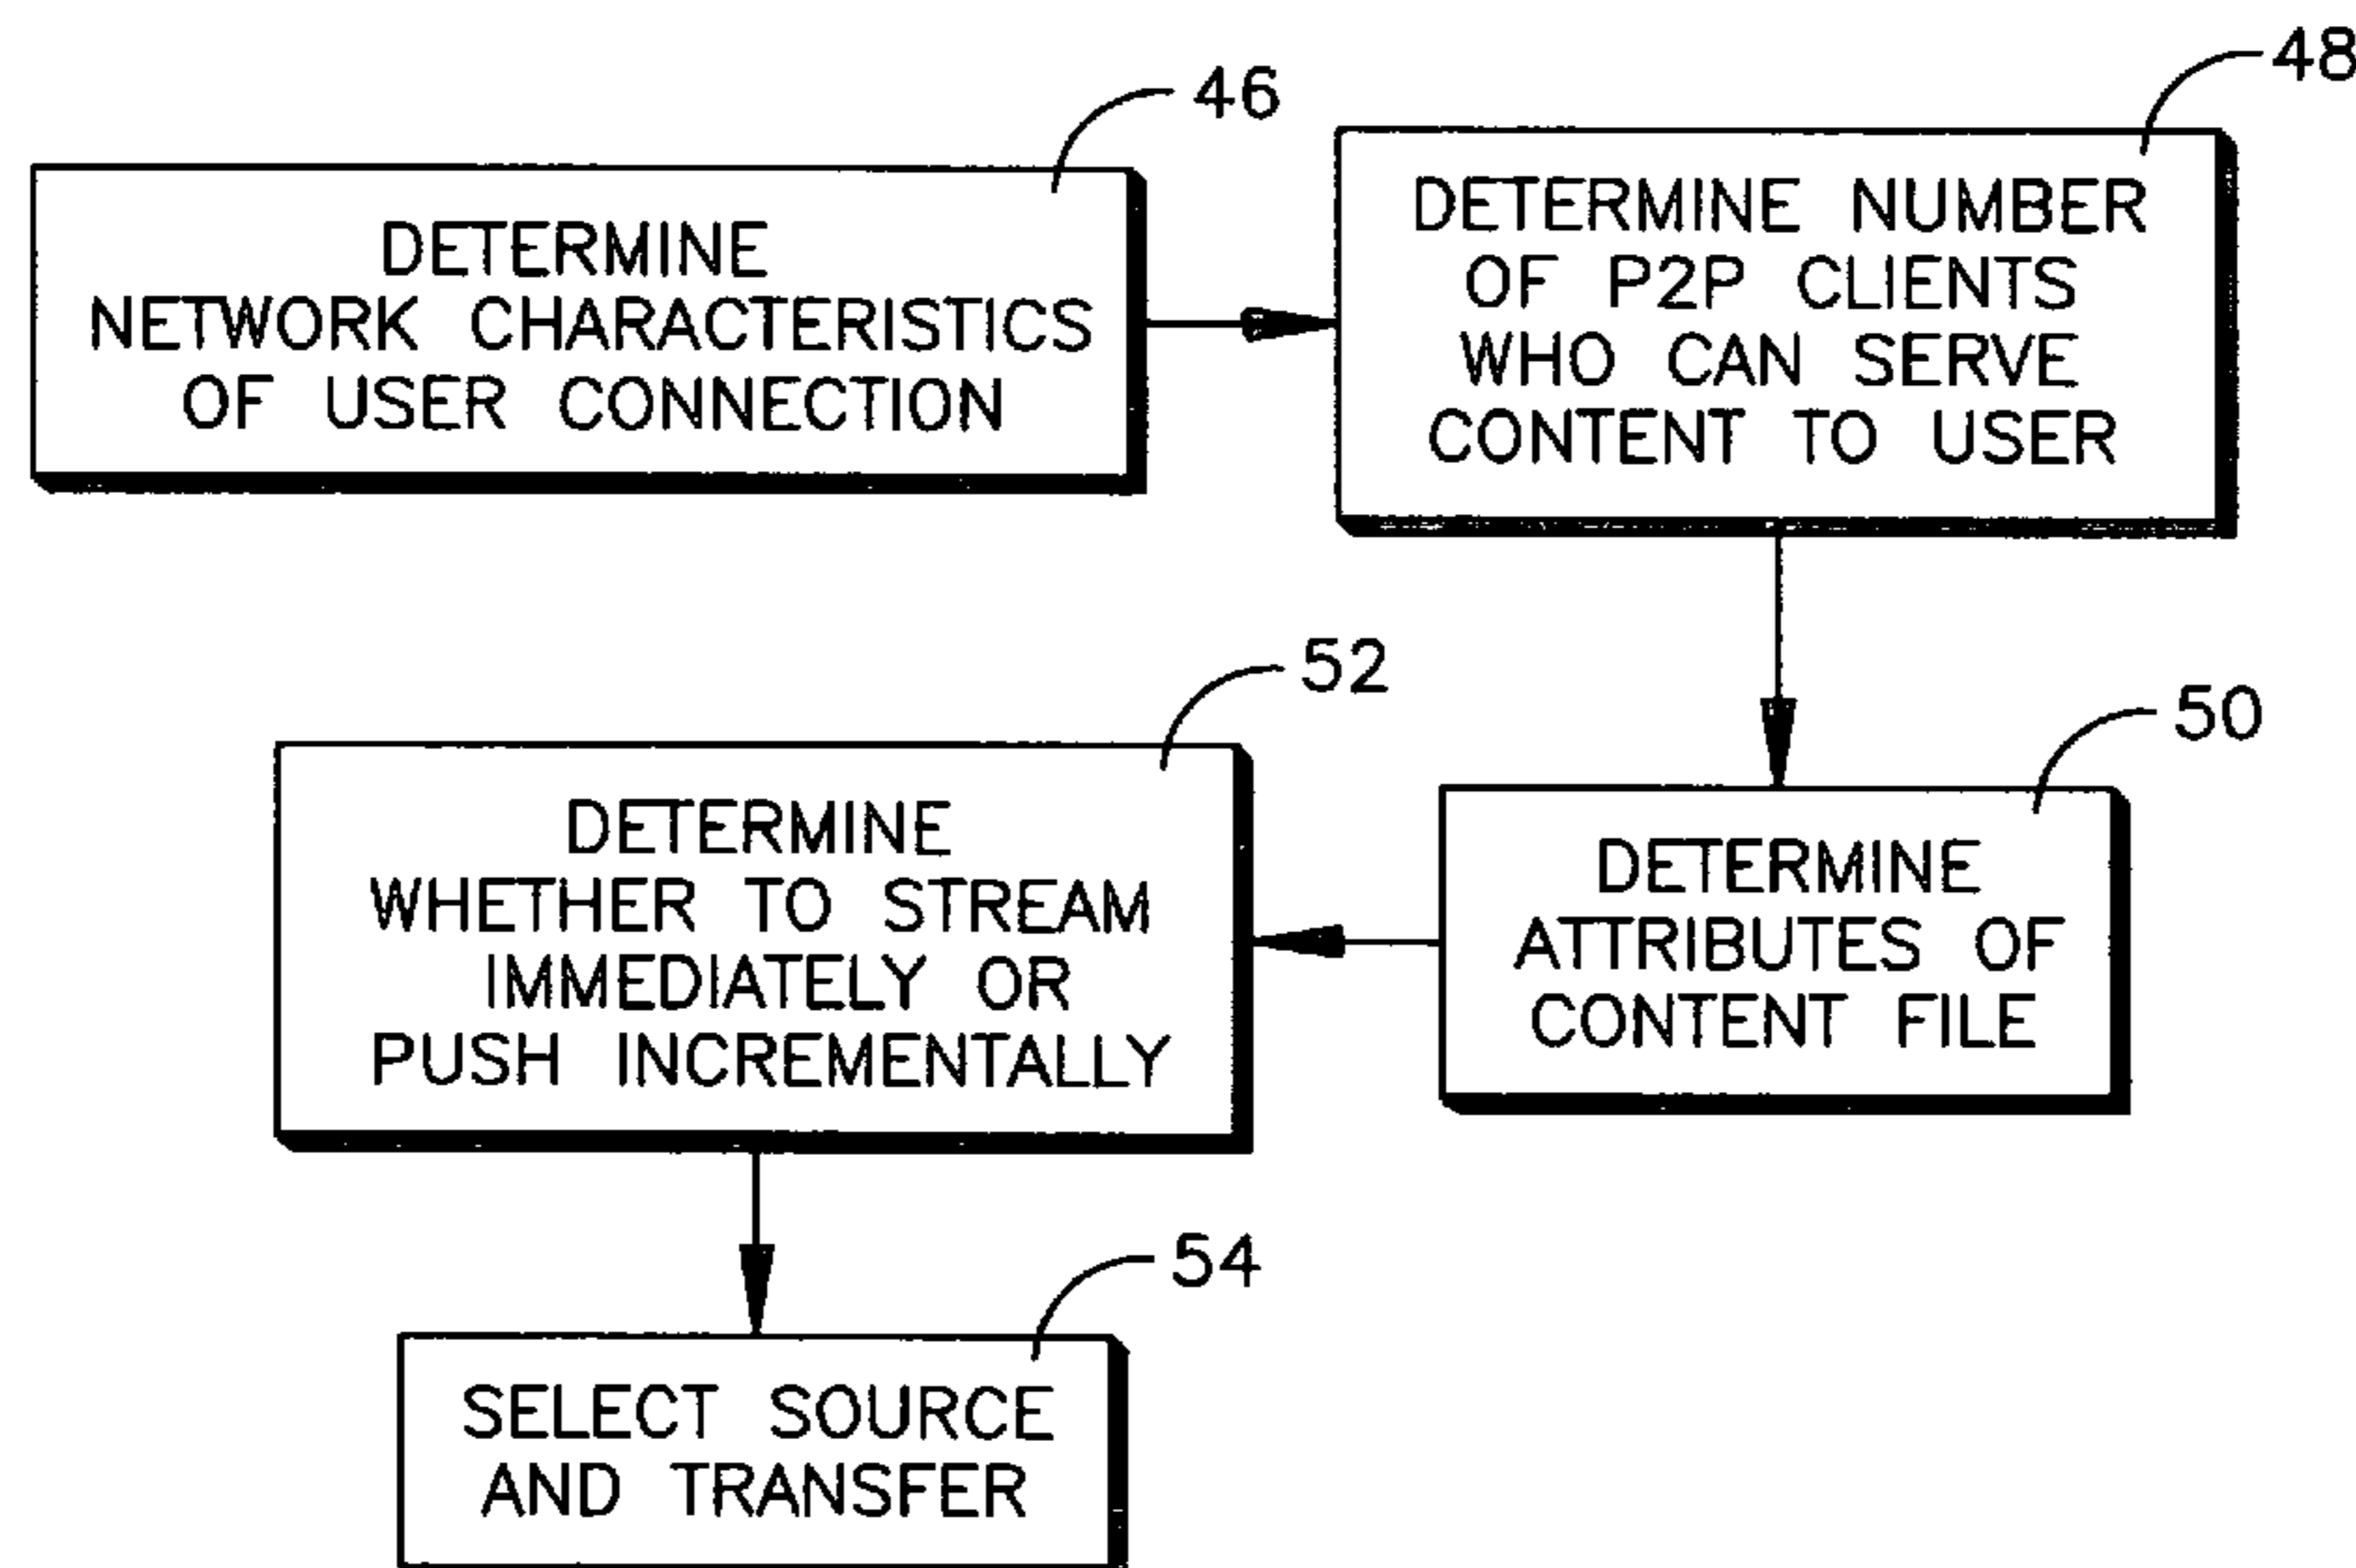 46
DETERMINE
NETWORK CHARACTERISTICS
OF USER CONNECTION
48
DETERMINE NUMBER
OF P2P CLIENTS
WHO CAN SERVE
CONTENT TO USER
50
DETERMINE
ATTRIBUTES OF
CONTENT FILE
52
DETERMINE
WHETHER TO STREAM
IMMEDIATELY OR
PUSH INCREMENTALLY
54
SELECT SOURCE
AND TRANSFER